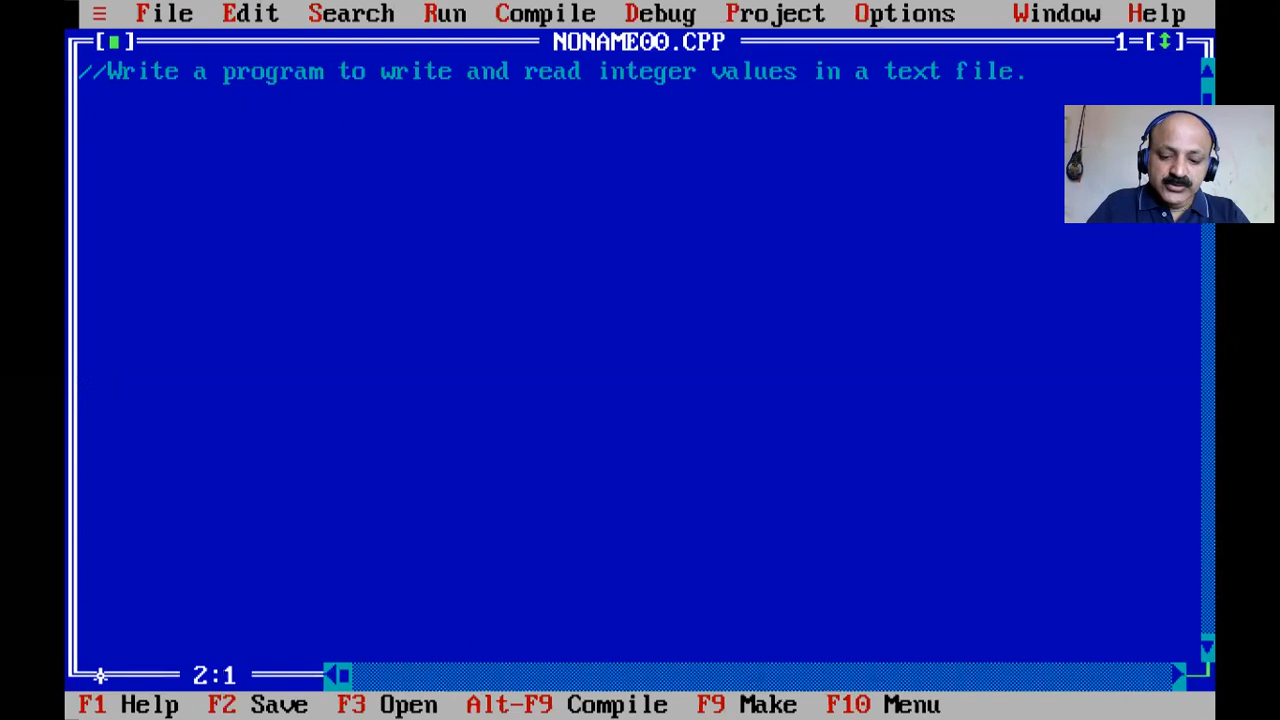 ≡ File Edit Search Run Compile Debug Project Options Window Help
[■] NONAME00.CPP 1=[↕]
//Write a program to write and read integer values in a text file.
2:1
F1 Help F2 Save F3 Open Alt-F9 Compile F9 Make F10 Menu